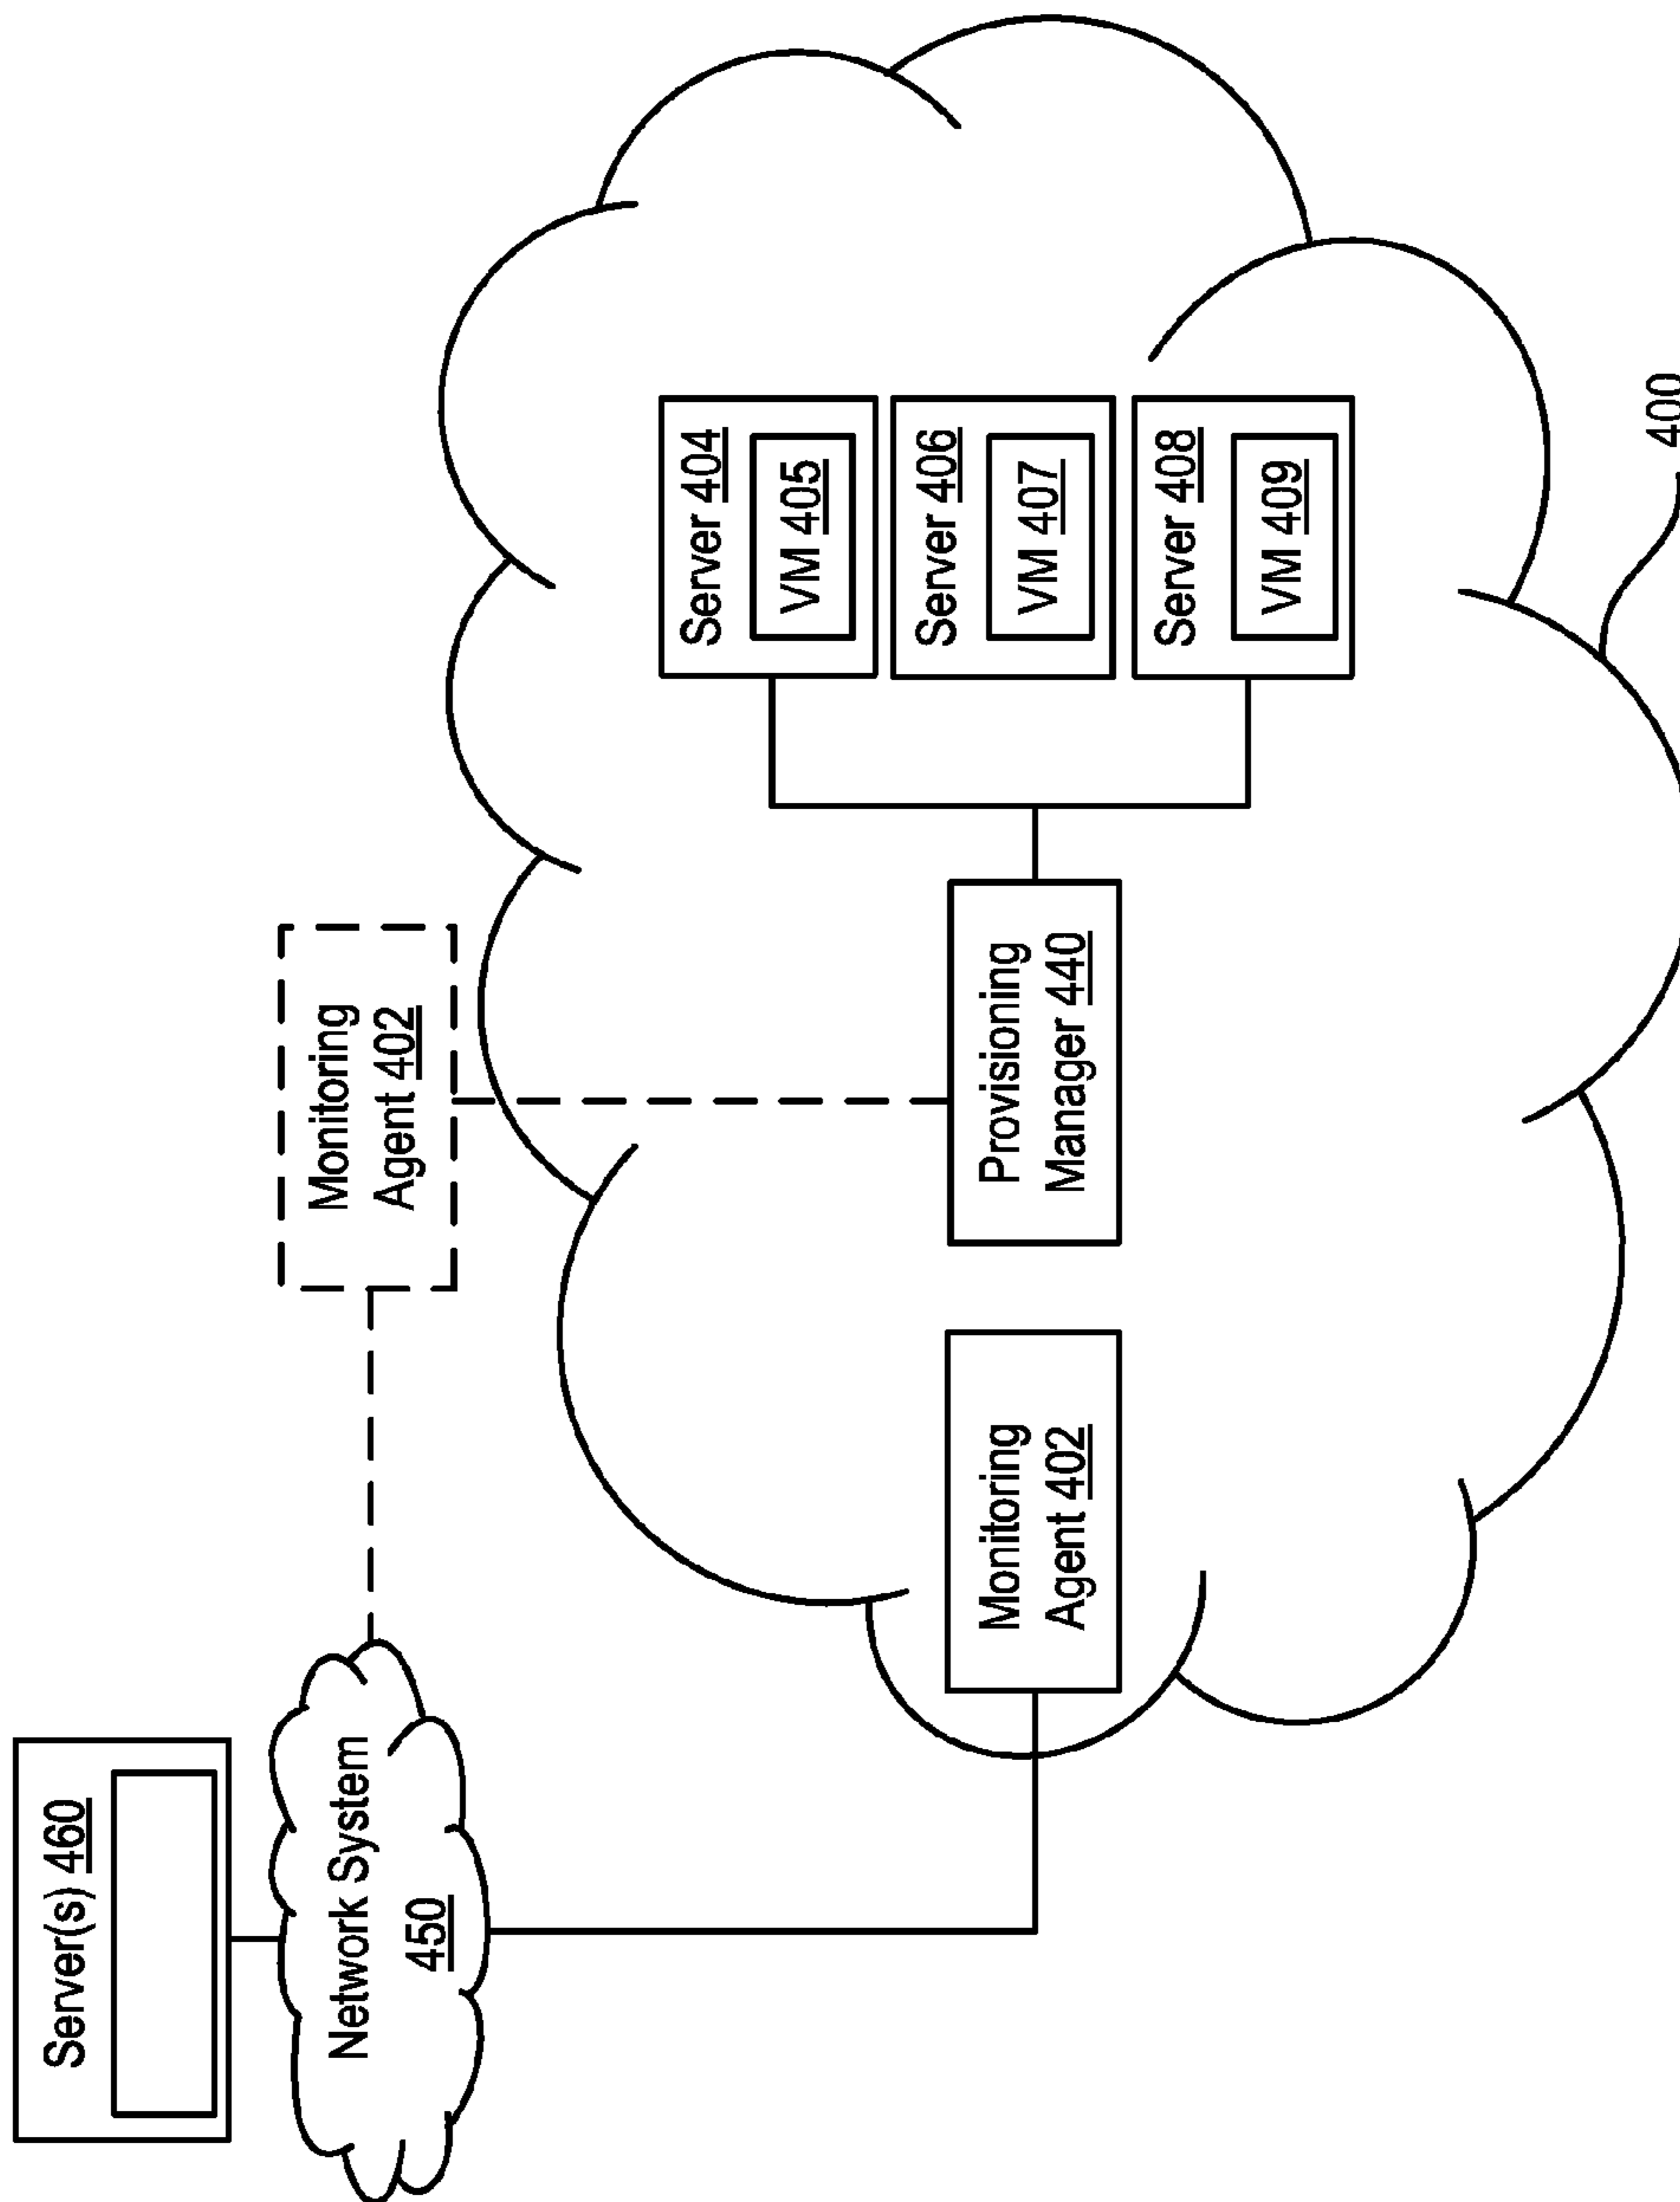 Server(s) 460
Network System
450
Monitoring
Agent 402
Monitoring
Agent 402
Provisioning
Manager 440
Server 404
VM 405
Server 406
VM 407
Server 408
VM 409
400